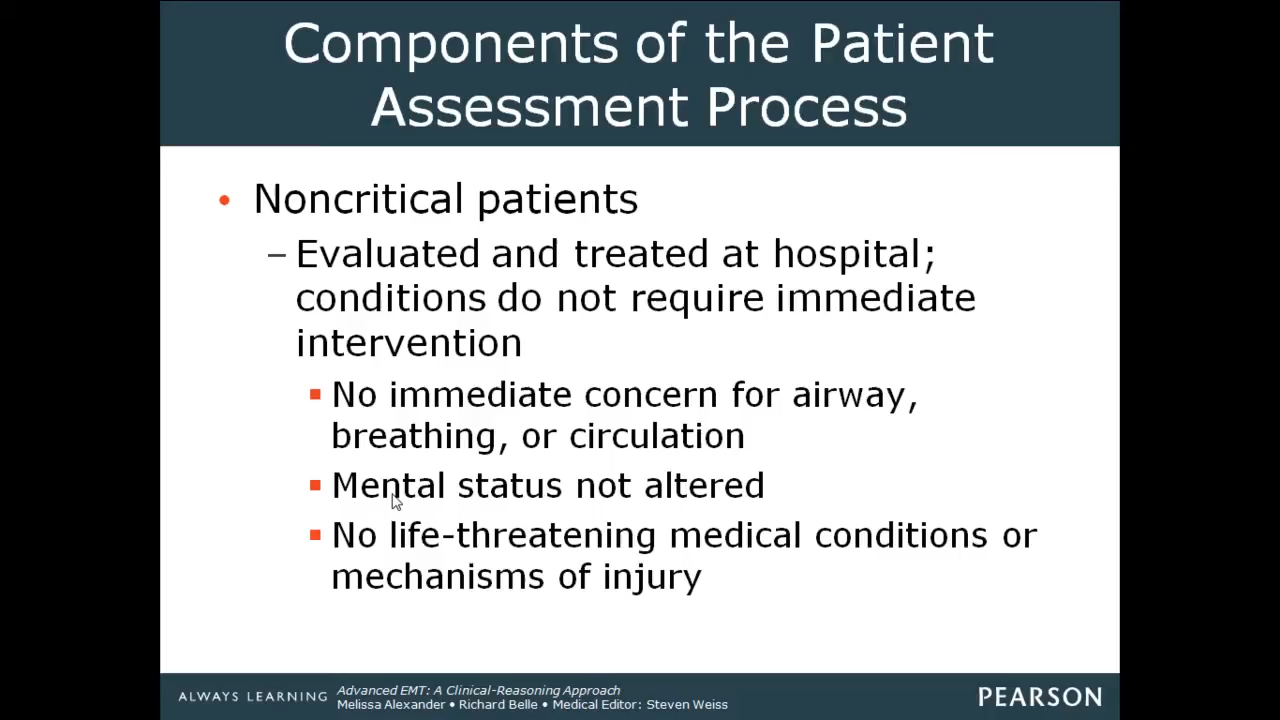 Components of the Patient
Assessment Process
• Noncritical patients
– Evaluated and treated at hospital;
conditions do not require immediate
intervention
▪ No immediate concern for airway,
breathing, or circulation
▪ Mental status not altered
▪ No life-threatening medical conditions or
mechanisms of injury
ALWAYS LEARNING
Advanced EMT: A Clinical-Reasoning Approach
Melissa Alexander • Richard Belle • Medical Editor: Steven Weiss
PEARSON